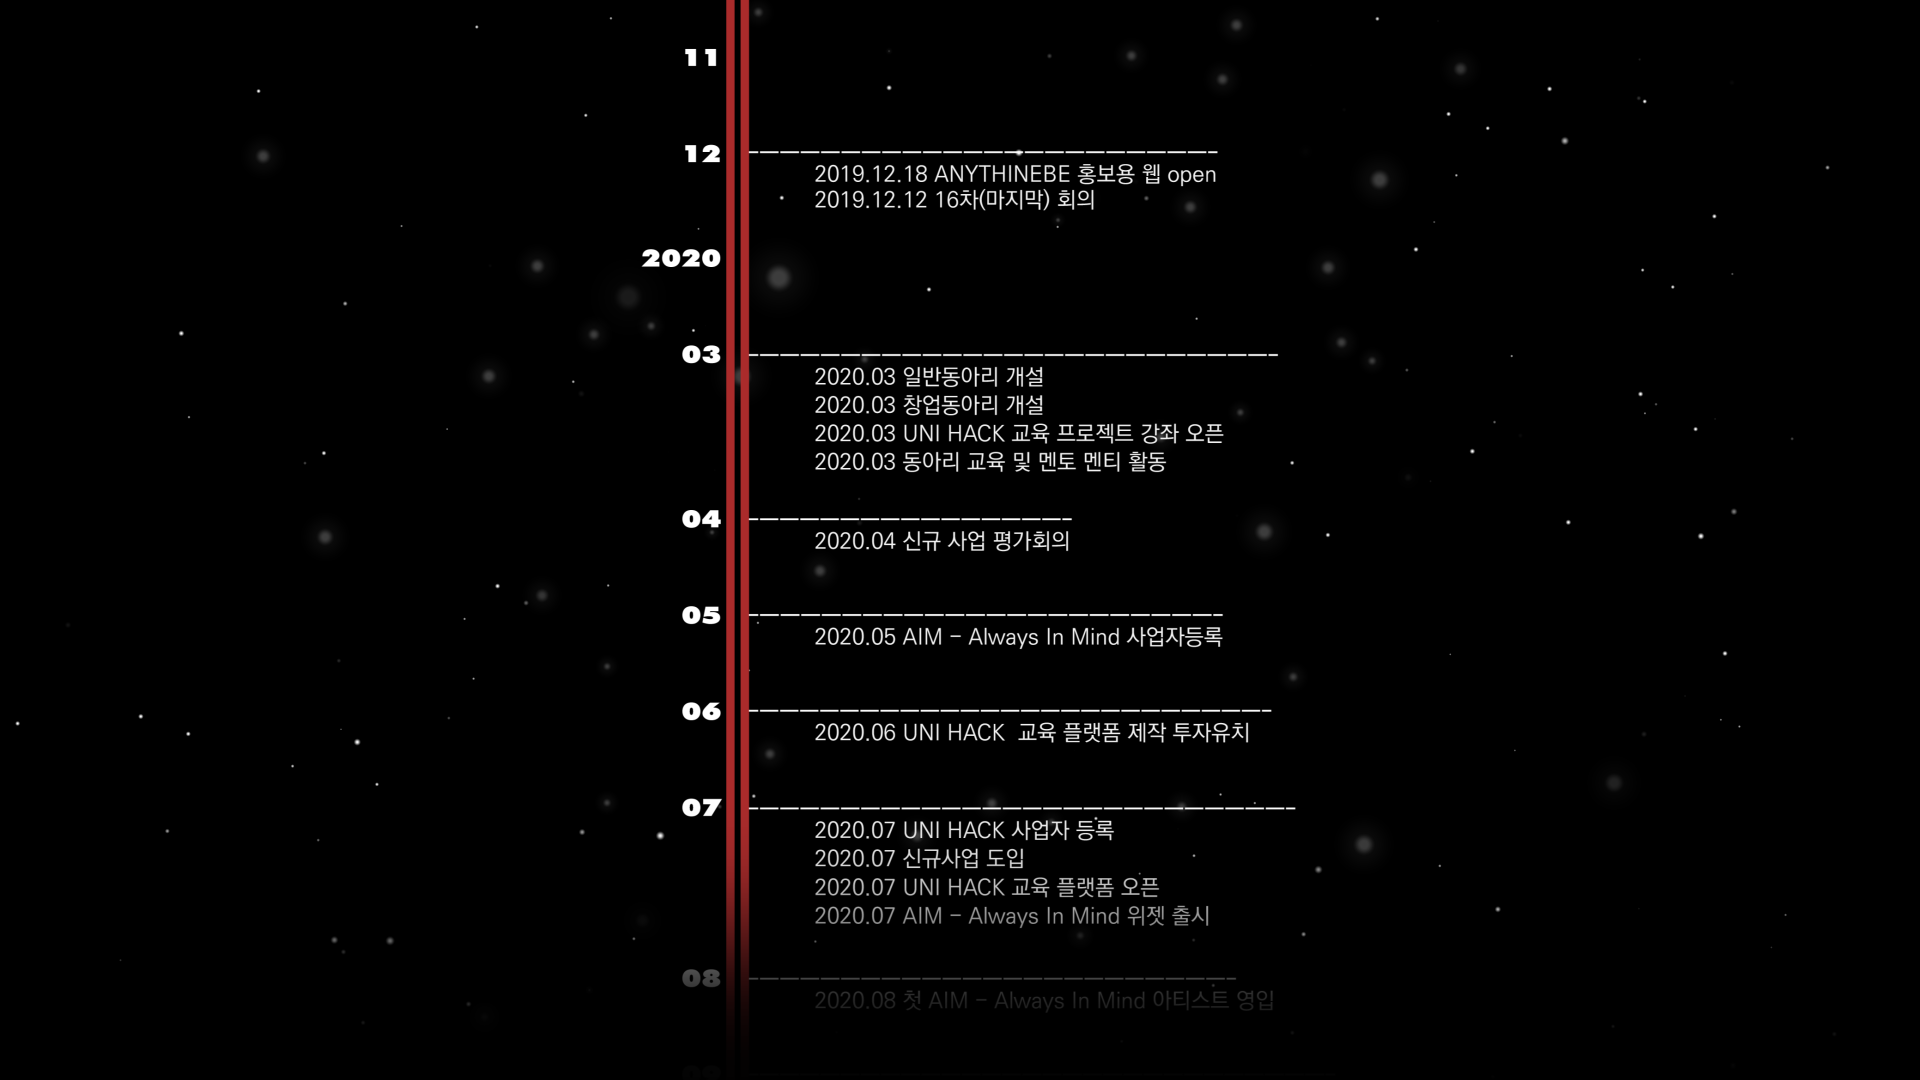 11
12
2019.12.18 ANYTHINEBE 홍보용 웹 open
2019.12.12 16차(마지막) 회의
2020
03
2020.03 일반동아리 개설
2020.03 창업동아리 개설
2020.03 UNI HACK 교육 프로젝트 강좌 오픈
2020.03 동아리 교육 및 멘토 멘티 활동
04
2020.04 신규 사업 평가회의
05
2020.05 AIM - Always In Mind 사업자등록
06
2020.06 UNI HACK  교육 플랫폼 제작 투자유치
07
2020.07 UNI HACK 사업자 등록
2020.07 신규사업 도입
2020.07 UNI HACK 교육 플랫폼 오픈
2020.07 AIM - Always In Mind 위젯 출시
08
2020.08 첫 AIM - Always In Mind 아티스트 영입